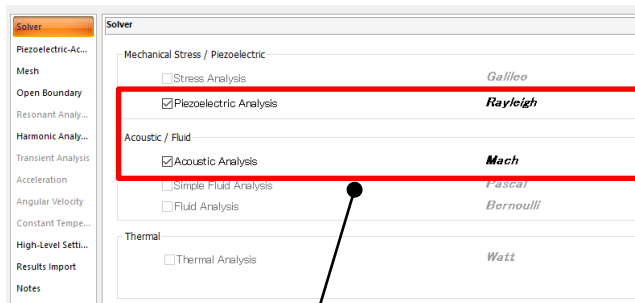 Solver
Piezoelectric-Ac...
Mesh
Open Boundary
Resonant Analy...
Harmonic Analy...
Transient Analysis
Acceleration
Angular Velocity
Constant Tempe...
High-Level Setti...
Results Import
Notes
Solver
Mechanical Stress / Piezoelectric
Stress Analysis Galileo
Piezoelectric Analysis Rayleigh
Acoustic / Fluid
Acoustic Analysis Mach
Simple Fluid Analysis Pascal
Fluid Analysis Bernoulli
Thermal
Thermal Analysis Watt